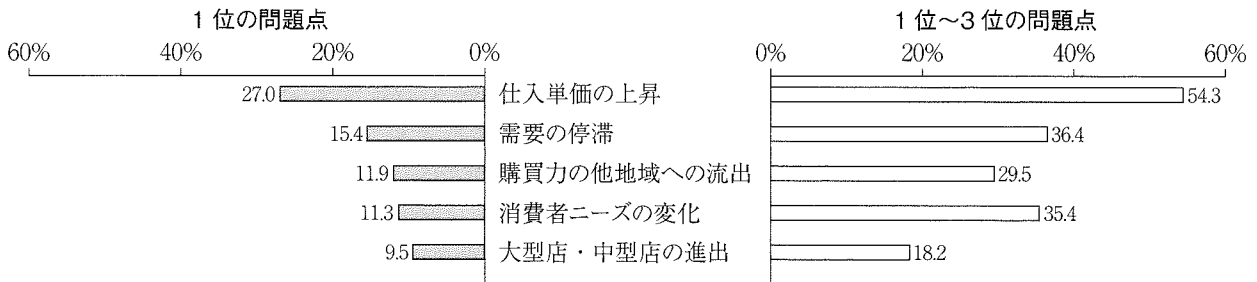 1位の問題点
1位～3位の問題点
60% 40% 20% 0%
0% 20% 40% 60%
27.0 仕入単価の上昇 54.3
15.4 需要の停滞 36.4
11.9 購買力の他地域への流出 29.5
11.3 消費者ニーズの変化 35.4
9.5 大型店・中型店の進出 18.2